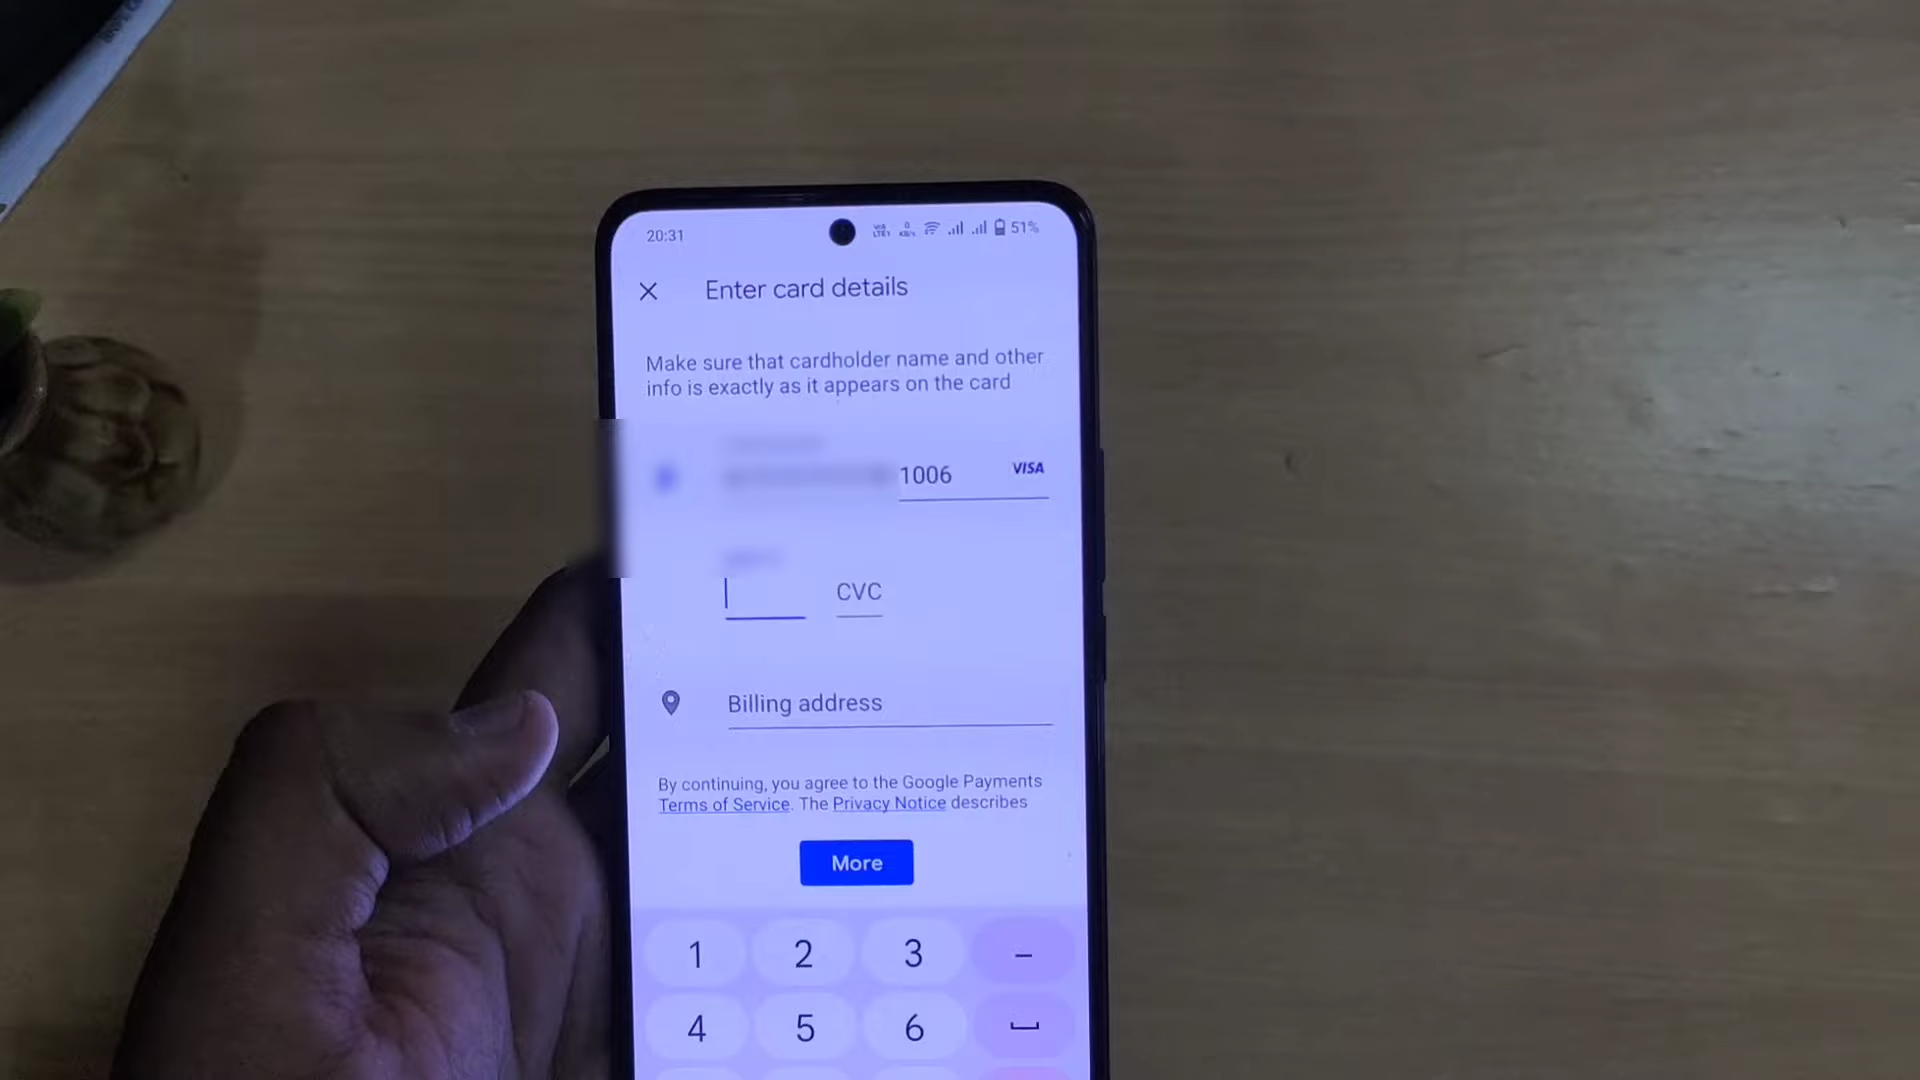 20:31
51%
Enter card details
Make sure that cardholder name and other
info is exactly as it appears on the card
1006 VISA
CVC
Billing address
By continuing, you agree to the Google Payments
Terms of Service. The Privacy Notice describes
More
1 2 3 –
4 5 6